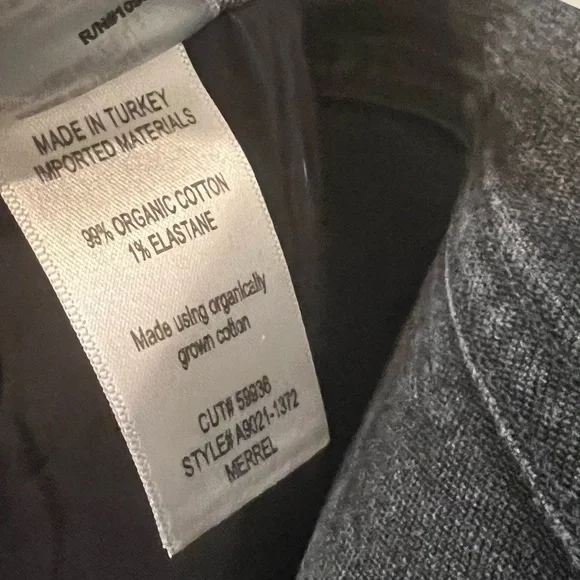 MADE IN TURKEY
IMPORTED MATERIALS
99% ORGANIC COTTON
1% ELASTANE
Made using organically
grown cotton
CUT# 59936
STYLE# A9021-1372
MERREL